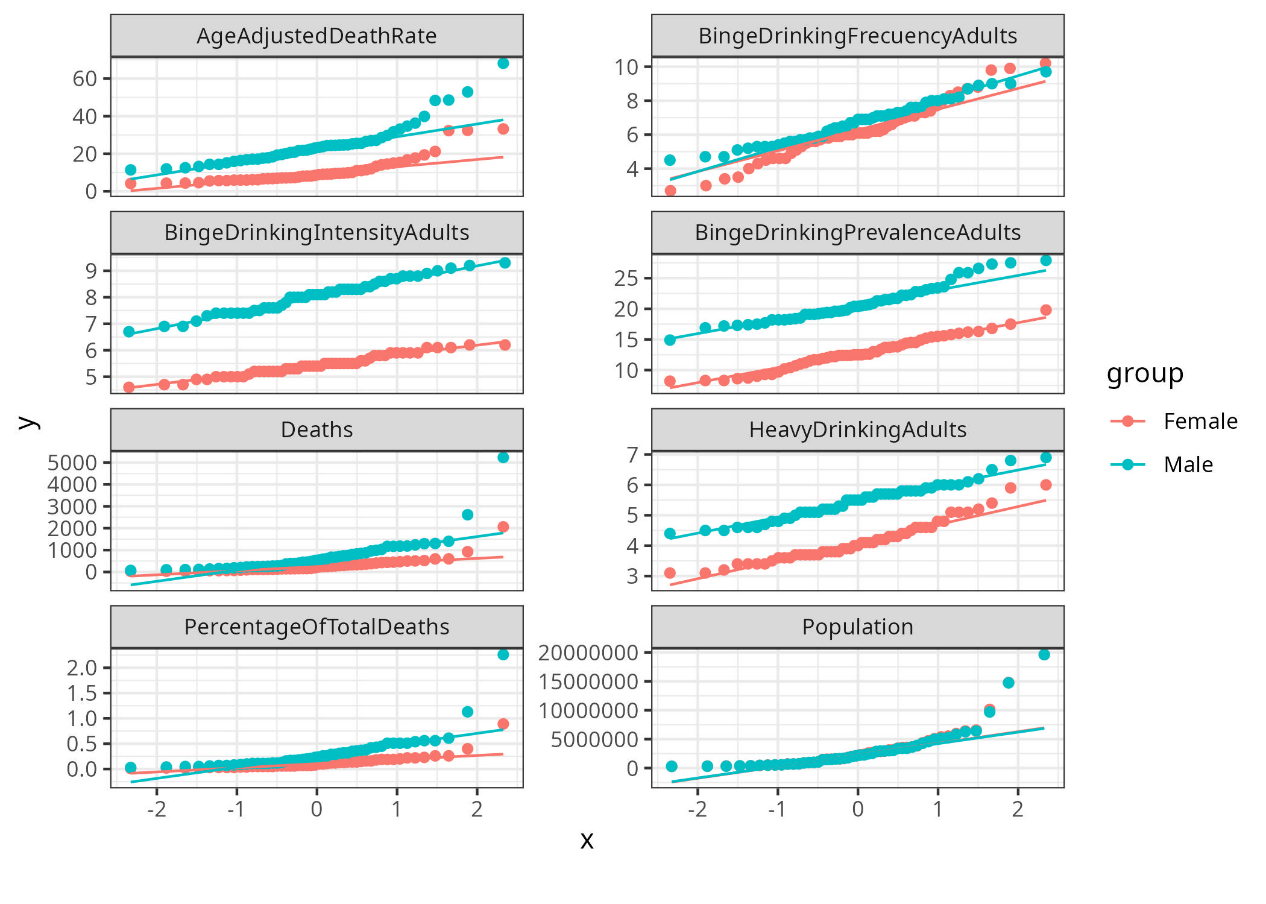 AgeAdjustedDeathRate
BingeDrinkingFrecuencyAdults
60
40
20
0
10
8
6
4
BingeDrinkingIntensityAdults
BingeDrinkingPrevalenceAdults
9
8
7
6
5
25
20
15
10
Deaths
HeavyDrinkingAdults
5000
4000
3000
2000
1000
0
7
6
5
4
3
PercentageOfTotalDeaths
Population
2.0
1.5
1.0
0.5
0.0
20000000
15000000
10000000
5000000
0
-2 -1 0 1 2
-2 -1 0 1 2
x
y
group
Female
Male